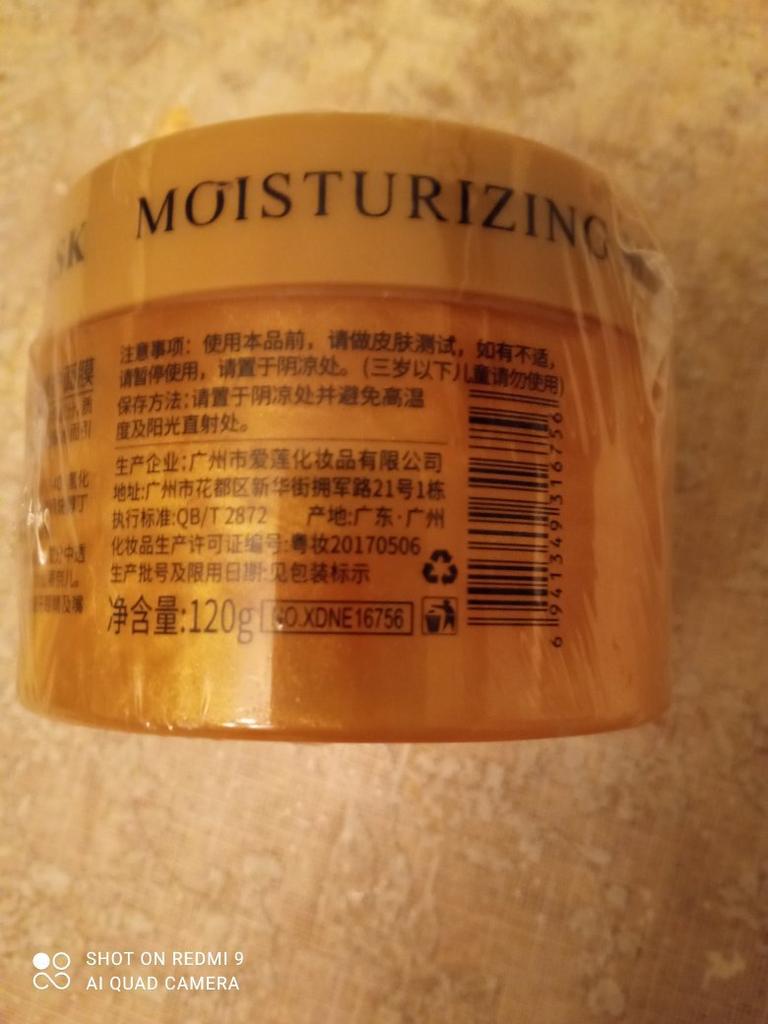 SK MOISTURIZING
注意事项：使用本品前，请做皮肤测试，如有不适，
请暂停使用，请置于阴凉处。(三岁以下儿童请勿使用)
保存方法:请置于阴凉处并避免高温
度及阳光直射处。
生产企业:广州市爱莲化妆品有限公司
地址:广州市花都区新华街拥军路21号1栋
执行标准:QB/T 2872 产地:广东·广州
化妆品生产许可证编号:粤妆20170506
生产批号及限用日期:见包装标示
净含量:120g
NO.XDNE16756
6 941349 316756
SHOT ON REDMI 9
AI QUAD CAMERA